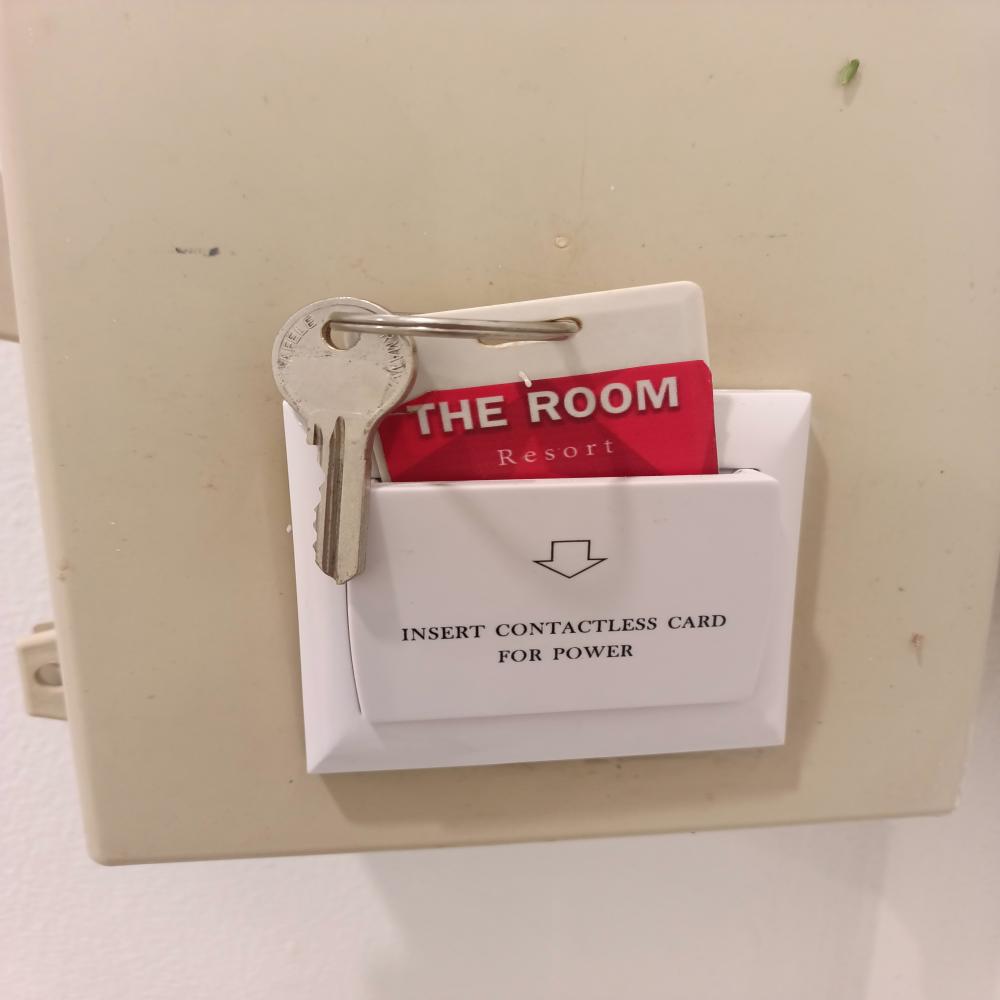 THE ROOM
Resort
INSERT CONTACTLESS CARD
FOR POWER